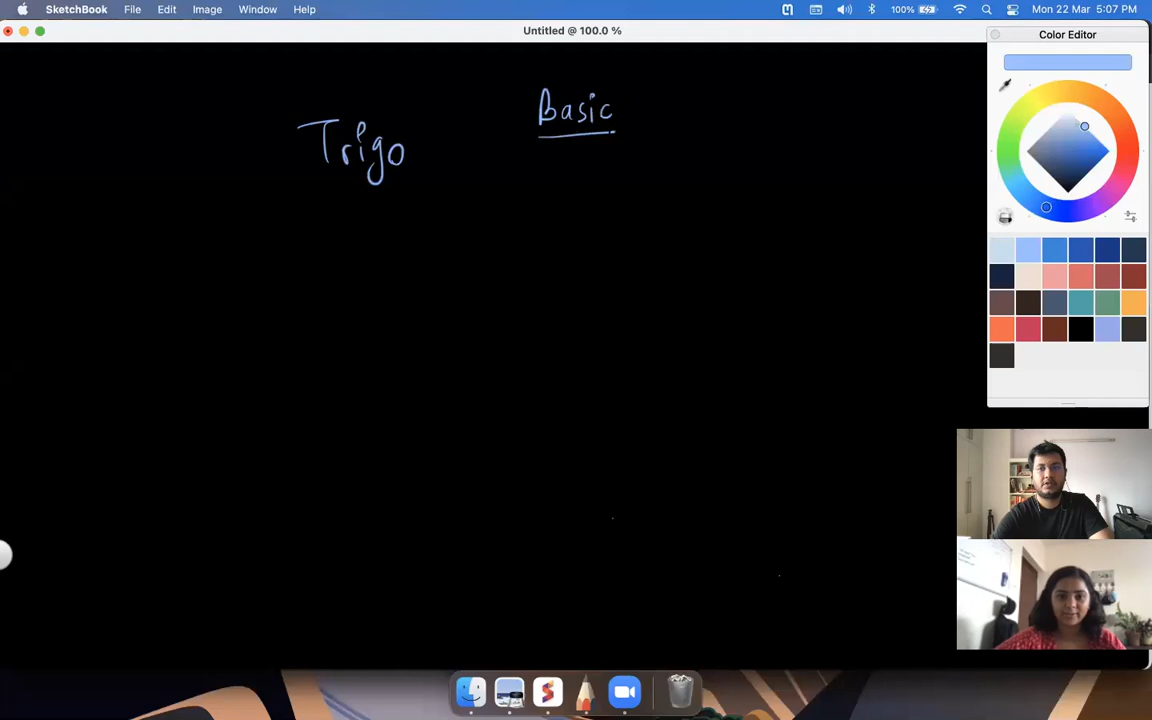 SketchBook File Edit Image Window Help 100% Mon 22 Mar 5:07 PM
Untitled @ 100.0 %
Color Editor
Basic
Trigo